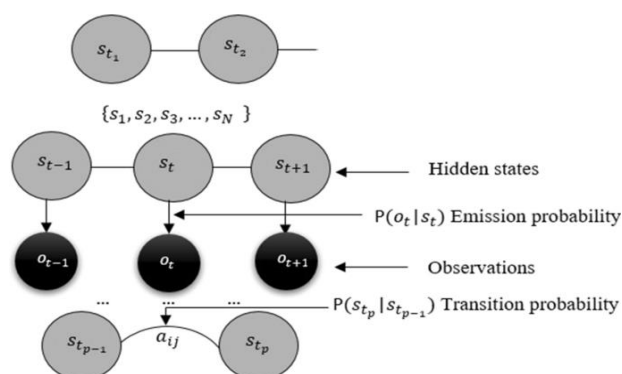 s_{t_1} s_{t_2}
{s_1, s_2, s_3, ..., s_N }
s_{t-1} s_t s_{t+1} Hidden states
P(o_t|s_t) Emission probability
o_{t-1} o_t o_{t+1} Observations
... ... ...
P(s_{t_p}|s_{t_{p-1}}) Transition probability
s_{t_{p-1}} a_{ij} s_{t_p}